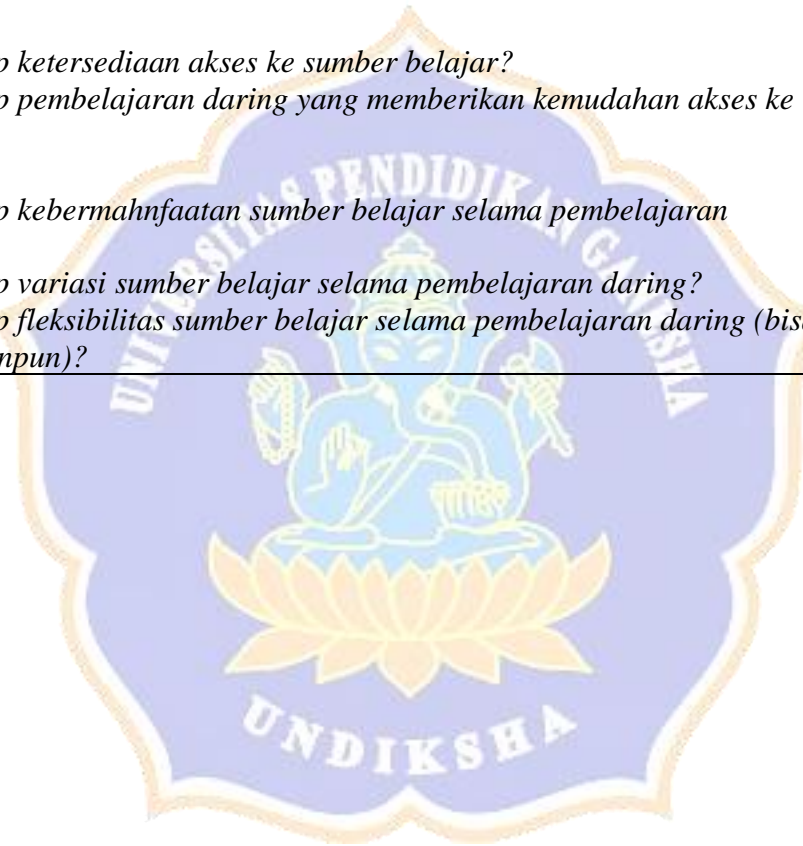 p ketersediaan akses ke sumber belajar?
p pembelajaran daring yang memberikan kemudahan akses ke
p kebermahnfaatan sumber belajar selama pembelajaran
p variasi sumber belajar selama pembelajaran daring?
p fleksibilitas sumber belajar selama pembelajaran daring (bis
npun)?
UNIVERSITAS PENDIDIKAN GANESHA
UNDIKSHA